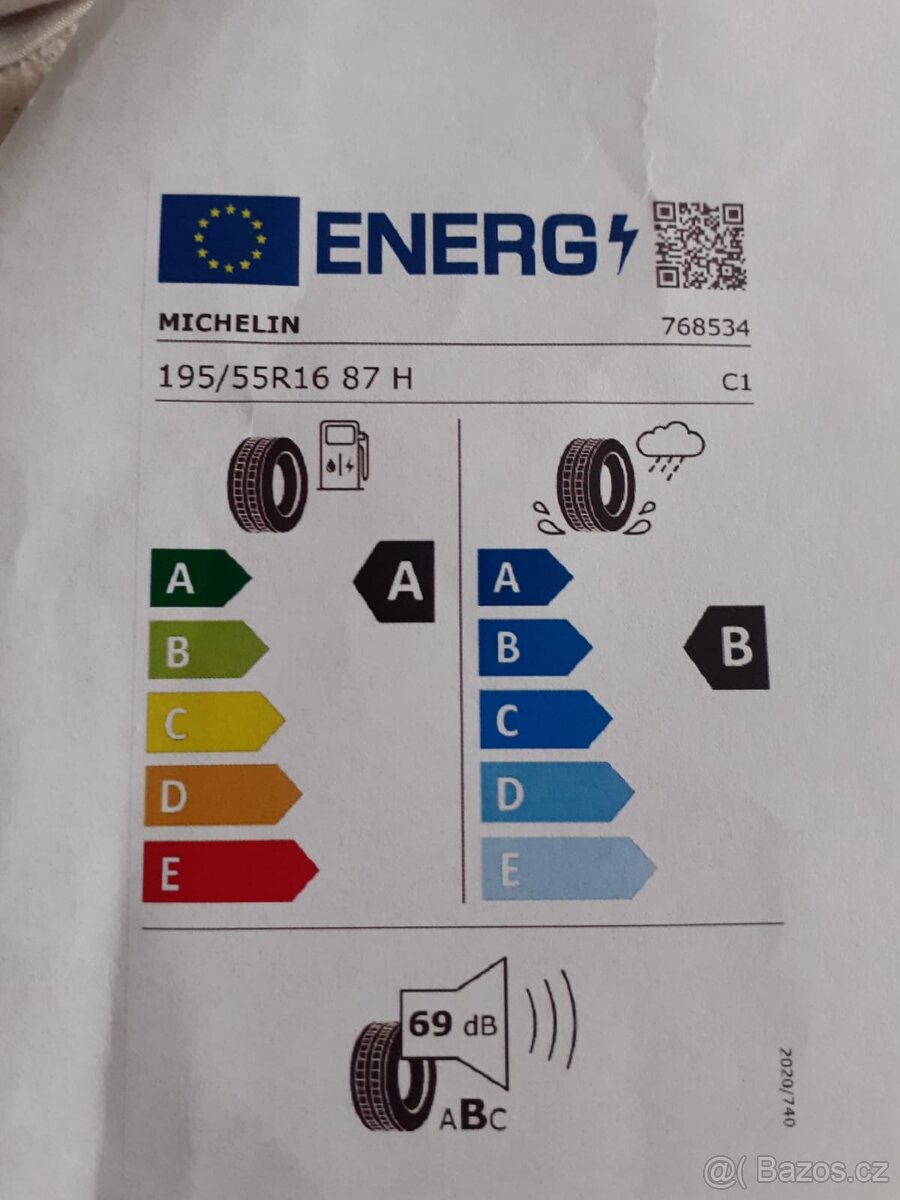 ENERG
MICHELIN 768534
195/55R16 87 H C1
A A A
B B B
C C
D D
E E
69 dB
ABC
2020/740
@( Bazos.cz